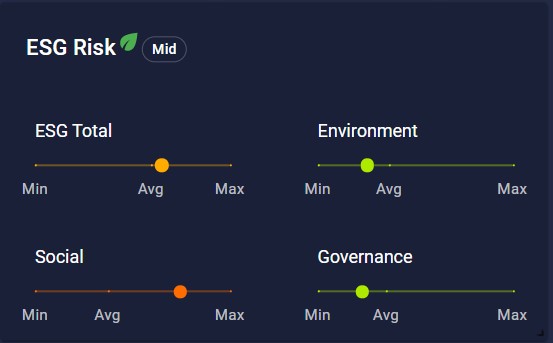 ESG Risk Mid
ESG Total
Min Avg Max
Environment
Min Avg Max
Social
Min Avg Max
Governance
Min Avg Max